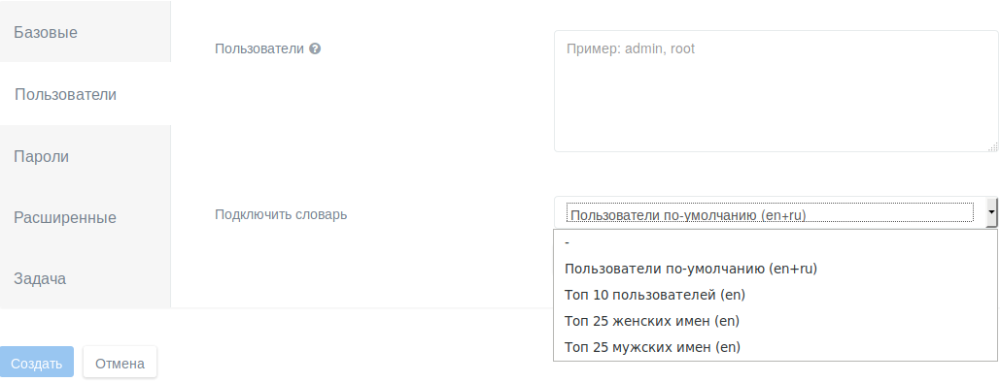 Базовые
Пользователи
Пример: admin, root
Пользователи
Пароли
Расширенные
Подключить словарь
Пользователи по-умолчанию (en+ru)
-
Пользователи по-умолчанию (en+ru)
Топ 10 пользователей (en)
Топ 25 женских имен (en)
Топ 25 мужских имен (en)
Задача
Создать
Отмена